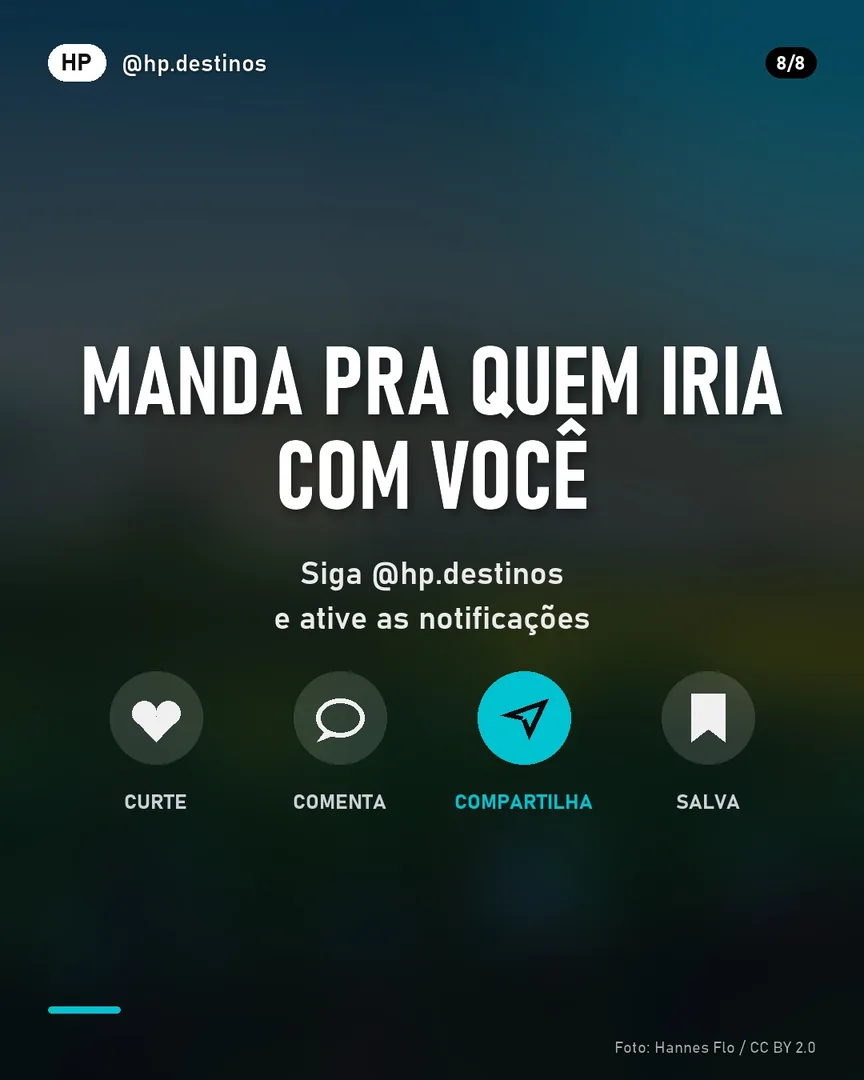 HP @hp.destinos 8/8
MANDA PRA QUEM IRIA
COM VOCÊ
Siga @hp.destinos
e ative as notificações
CURTE COMENTA COMPARTILHA SALVA
Foto: Hannes Flo / CC BY 2.0